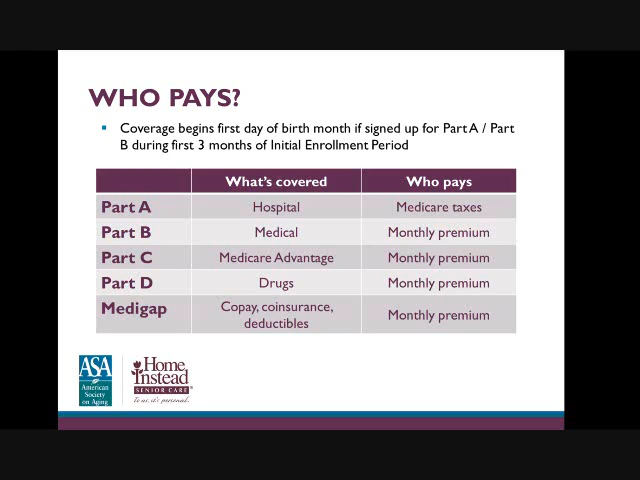 WHO PAYS?
Coverage begins first day of birth month if signed up for Part A / Part
B during first 3 months of Initial Enrollment Period
What's covered Who pays
Part A Hospital Medicare taxes
Part B Medical Monthly premium
Part C Medicare Advantage Monthly premium
Part D Drugs Monthly premium
Medigap Copay, coinsurance, deductibles Monthly premium
ASA
American
Society
on Aging
Home
Instead
SENIOR CARE
To us, it's personal.